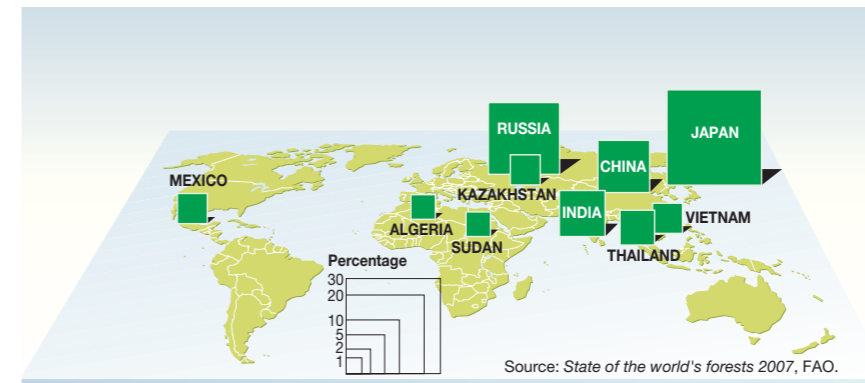 RUSSIA
JAPAN
CHINA
MEXICO
KAZAKHSTAN
INDIA
VIETNAM
ALGERIA
SUDAN
THAILAND
Percentage
30
20
10
5
2
1
Source: State of the world's forests 2007, FAO.